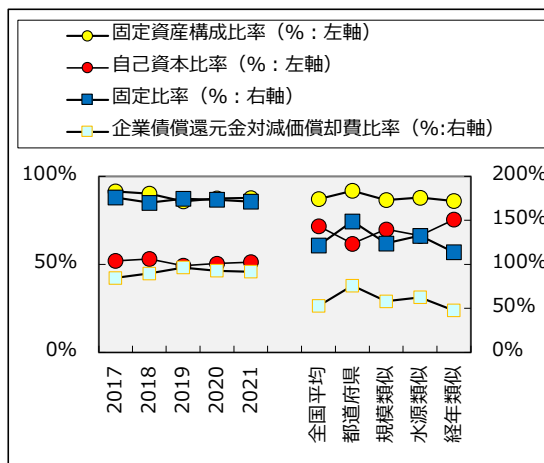 固定資産構成比率（%：左軸）
自己資本比率（%：左軸）
固定比率（%：右軸）
企業債償還元金対減価償却費比率（%:右軸）
100%
50%
0%
200%
150%
100%
50%
0%
2017
2018
2019
2020
2021
全国平均
都道府県
規模類似
水源類似
経年類似